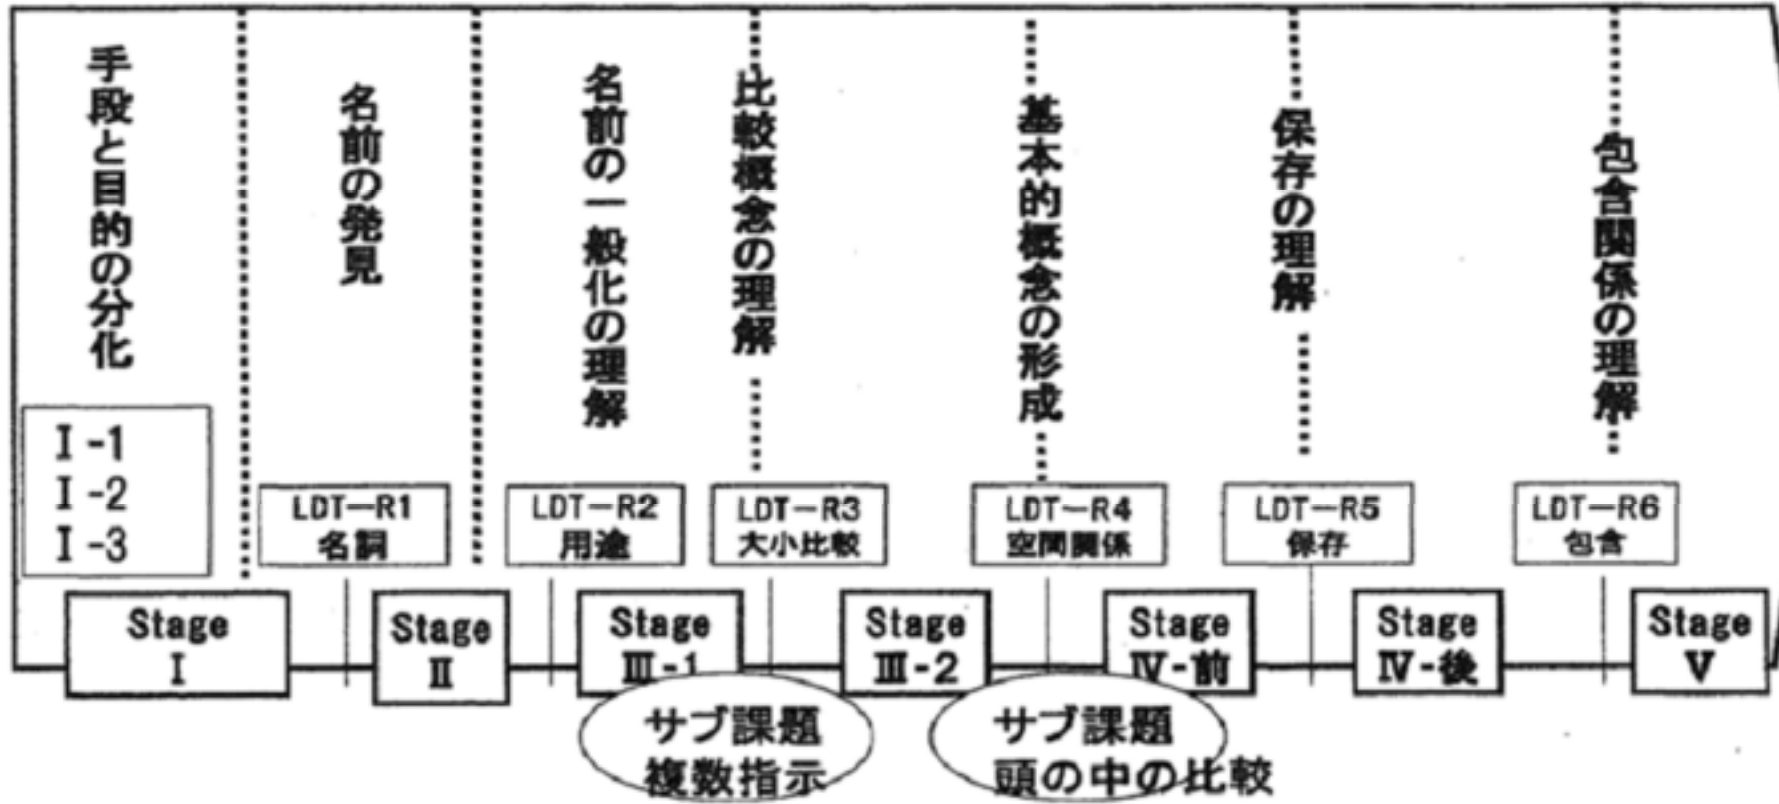 手段と目的の分化
名前の発見
名前の一般化の理解
比較概念の理解
基本的概念の形成
保存の理解
包含関係の理解
Ⅰ-1
Ⅰ-2
Ⅰ-3
LDT-R1
名詞
LDT-R2
用途
LDT-R3
大小比較
LDT-R4
空間関係
LDT-R5
保存
LDT-R6
包含
Stage
Ⅰ
Stage
Ⅱ
Stage
Ⅲ-1
Stage
Ⅲ-2
Stage
Ⅳ-前
Stage
Ⅳ-後
Stage
Ⅴ
サブ課題
複数指示
サブ課題
頭の中の比較